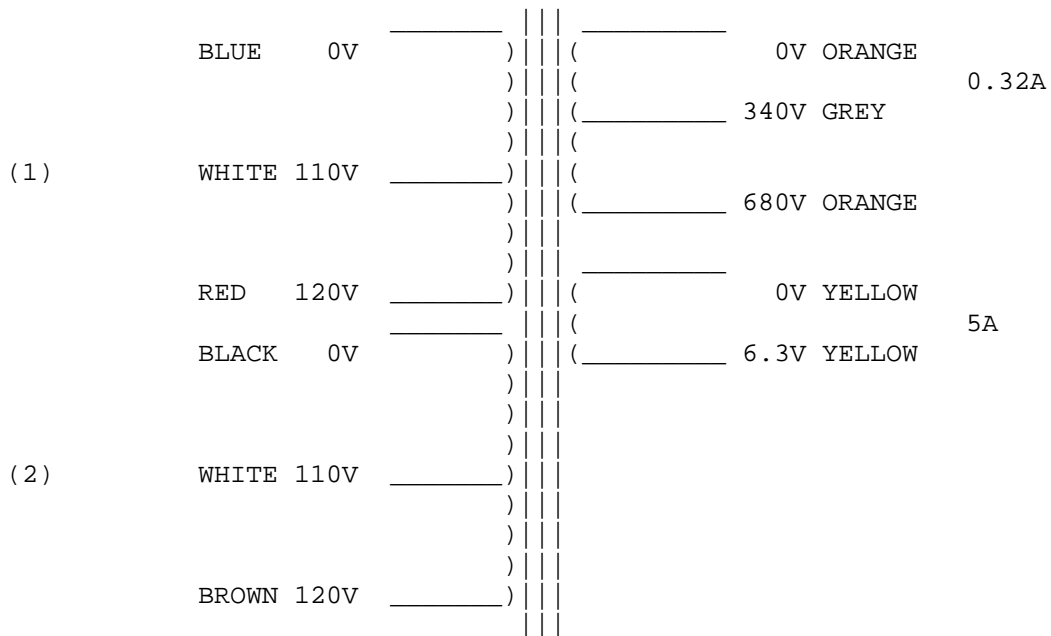 BLUE 0V 0V ORANGE
0.32A
340V GREY
(1) WHITE 110V
680V ORANGE
RED 120V 0V YELLOW
5A
BLACK 0V 6.3V YELLOW
(2) WHITE 110V
BROWN 120V